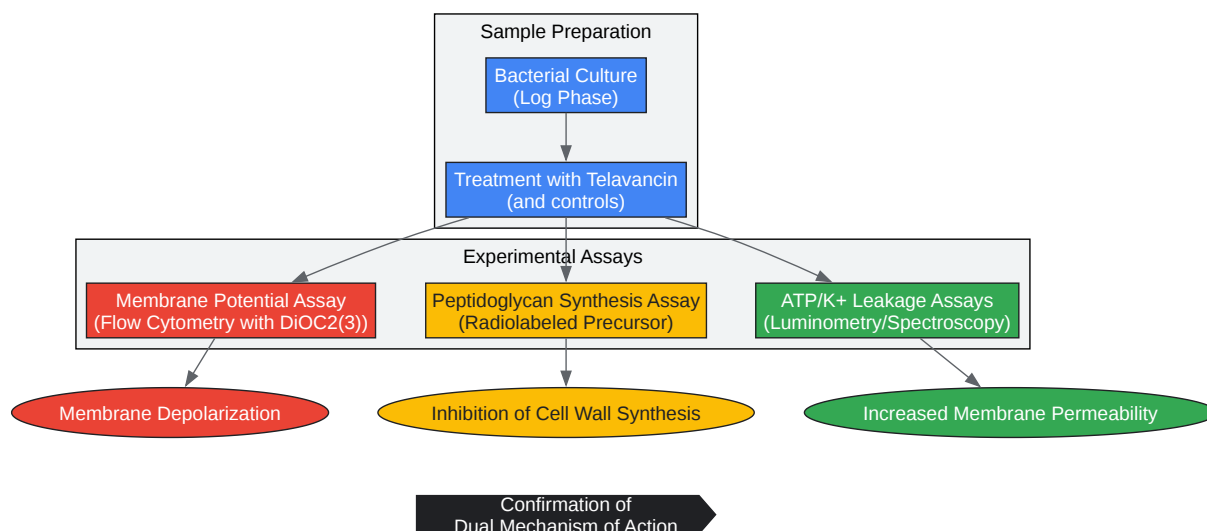 Sample Preparation
Bacterial Culture
(Log Phase)
Treatment with Telavancin
(and controls)
Experimental Assays
Membrane Potential Assay
(Flow Cytometry with DiOC2(3))
Peptidoglycan Synthesis Assay
(Radiolabeled Precursor)
ATP/K+ Leakage Assays
(Luminometry/Spectroscopy)
Membrane Depolarization
Inhibition of Cell Wall Synthesis
Increased Membrane Permeability
Confirmation of
Dual Mechanism of Action